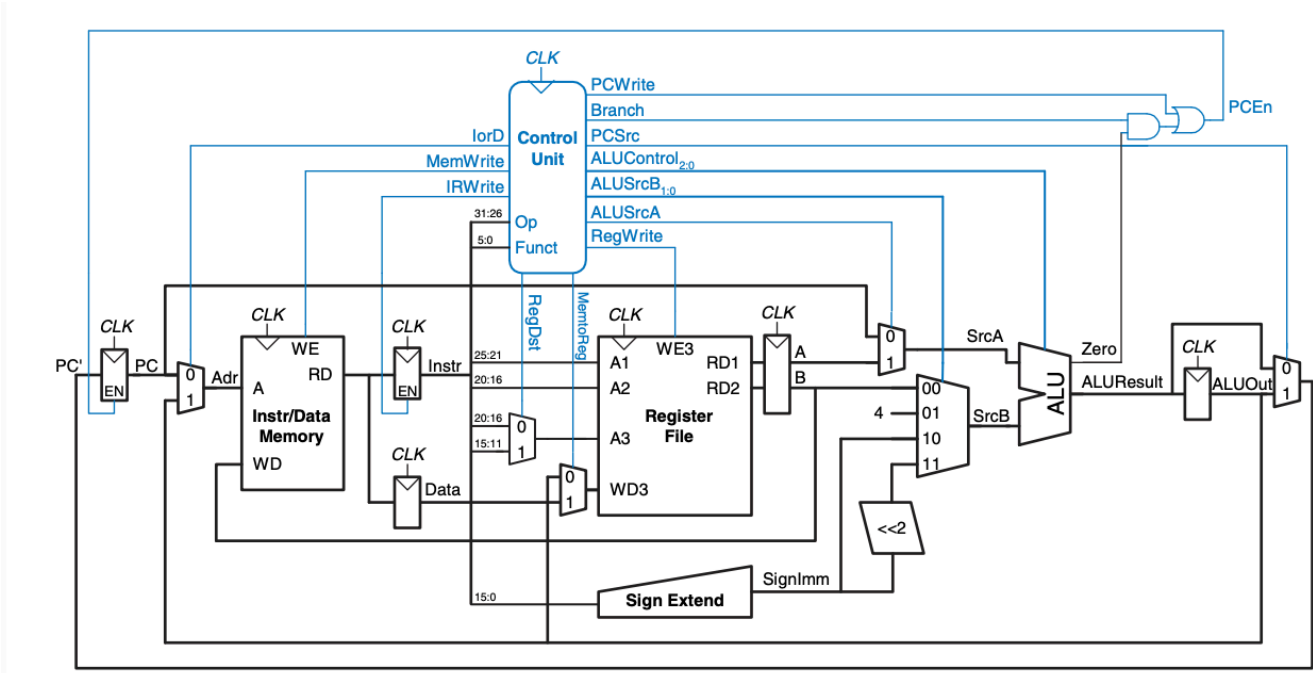 CLK
PCWrite
Branch
PCEn
IorD Control PCSrc
MemWrite Unit ALUControl2:0
IRWrite ALUSrcB1:0
31:26 Op ALUSrcA
5:0 Funct RegWrite
RegDst
MemtoReg
CLK CLK CLK CLK CLK
PC' PC EN
0 1 Adr
WE
A RD
Instr/Data
Memory
WD
EN Instr
CLK
Data
25:21 A1 WE3 RD1
20:16 A2 RD2
20:16 0 Register
15:11 1 A3 File
0 1 WD3
A
B
0 1 SrcA
00
4 01 SrcB
10
11
<<2
ALU
Zero
ALUResult
CLK
ALUOut
0 1
SignImm
15:0 Sign Extend